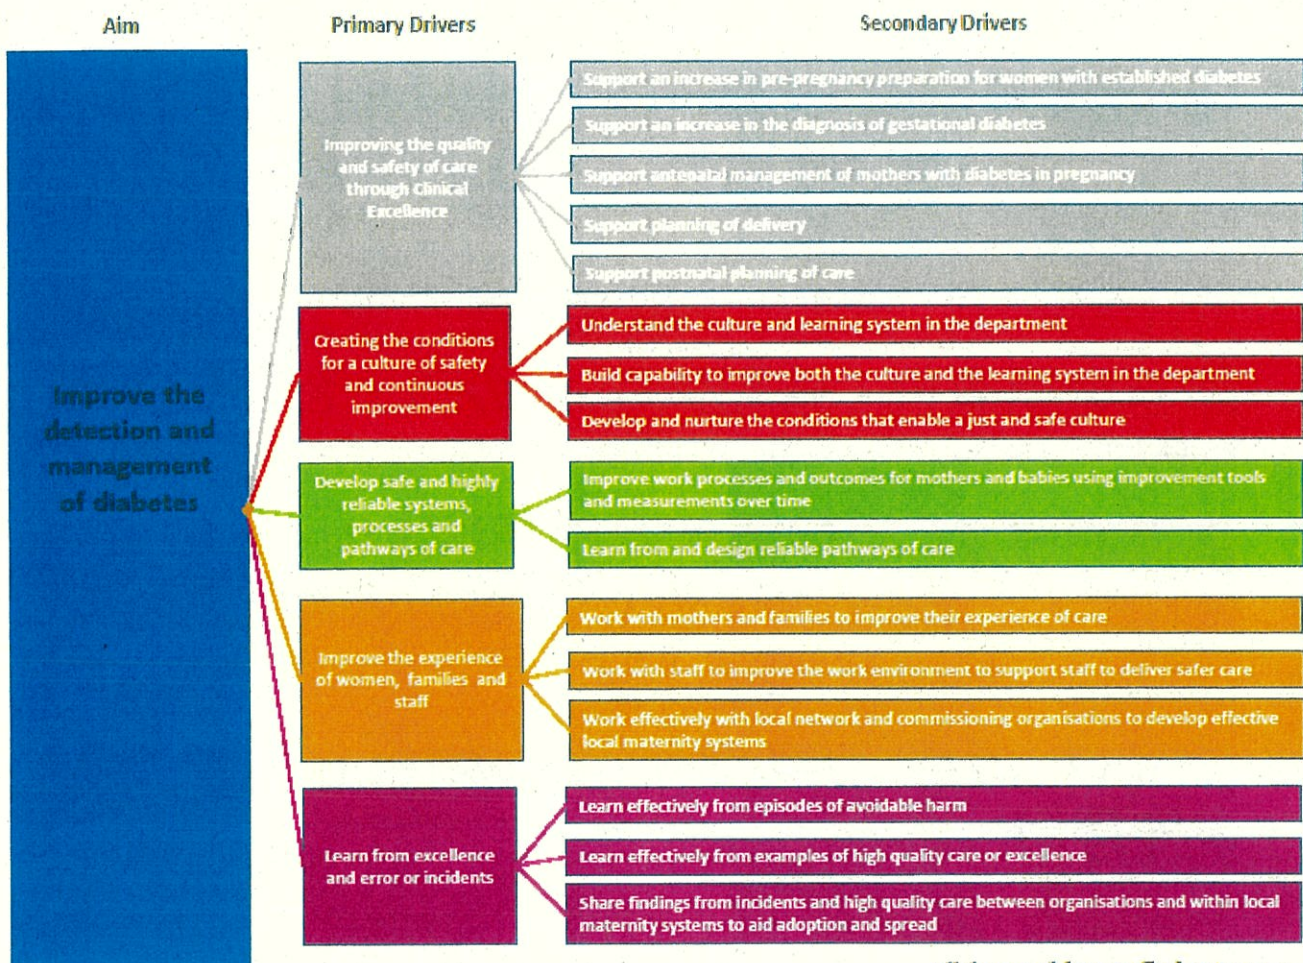 Aim
Primary Drivers
Secondary Drivers
Improve the
detection and
management
of diabetes
Improving the quality
and safety of care
through Clinical
Excellence
Support an increase in pre-pregnancy preparation for women with established diabetes
Support an increase in the diagnosis of gestational diabetes
Support antenatal management of mothers with diabetes in pregnancy
Support planning of delivery
Support postnatal planning of care
Creating the conditions
for a culture of safety
and continuous
improvement
Understand the culture and learning system in the department
Build capability to improve both the culture and the learning system in the department
Develop and nurture the conditions that enable a just and safe culture
Develop safe and highly
reliable systems,
processes and
pathways of care
Improve work processes and outcomes for mothers and babies using improvement tools
and measurements over time
Learn from and design reliable pathways of care
Improve the experience
of women, families and
staff
Work with mothers and families to improve their experience of care
Work with staff to improve the work environment to support staff to deliver safer care
Work effectively with local network and commissioning organisations to develop effective
local maternity systems
Learn from excellence
and error or incidents
Learn effectively from episodes of avoidable harm
Learn effectively from examples of high quality care or excellence
Share findings from incidents and high quality care between organisations and within local
maternity systems to aid adoption and spread